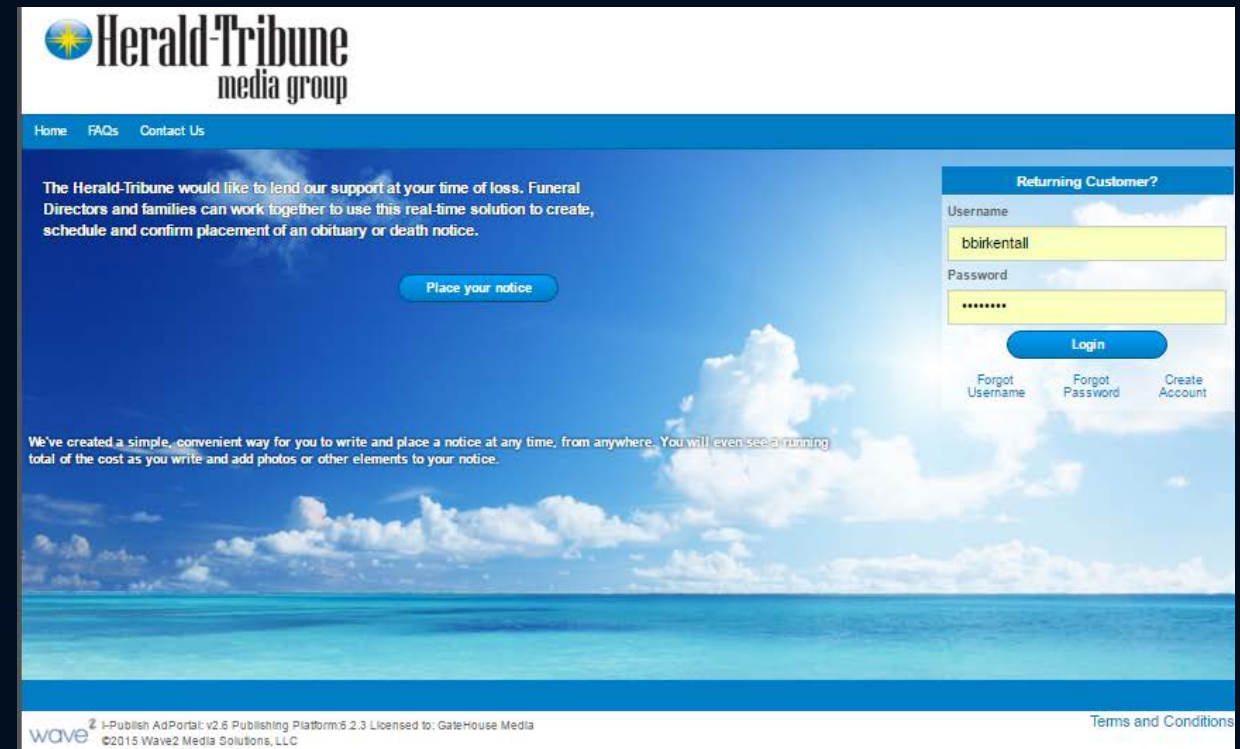 Herald-Tribune
media group
Home FAQs Contact Us
The Herald-Tribune would like to lend our support at your time of loss. Funeral
Directors and families can work together to use this real-time solution to create,
schedule and confirm placement of an obituary or death notice.
Place your notice
Returning Customer?
Username
bbirkentall
Password
••••••••
Login
Forgot Username
Forgot Password
Create Account
We've created a simple, convenient way for you to write and place a notice at any time, from anywhere. You will even see a running
total of the cost as you write and add photos or other elements to your notice.
wave2
i-Publish AdPortal: v2.6 Publishing Platform:6.2.3 Licensed to: GateHouse Media
©2015 Wave2 Media Solutions, LLC
Terms and Conditions